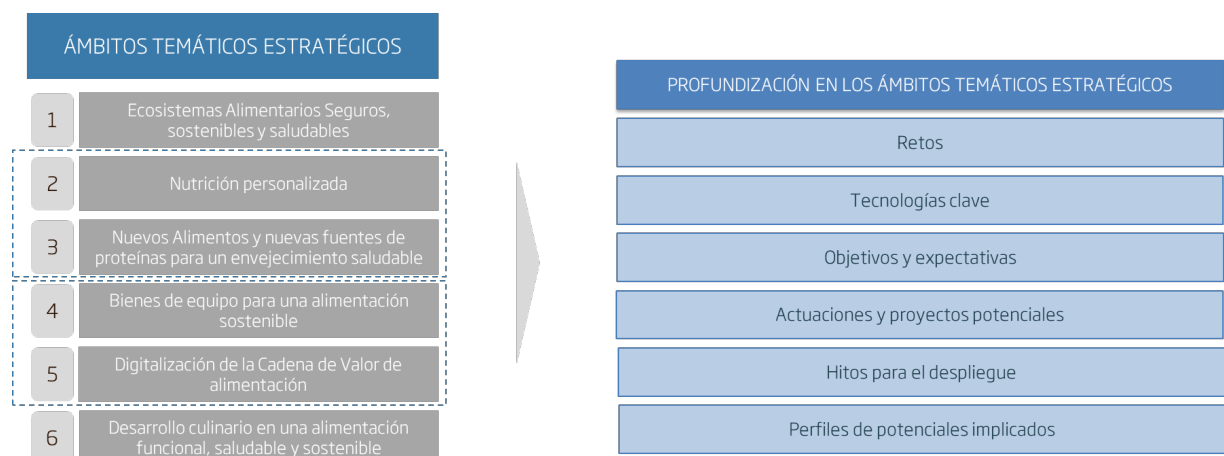 ÁMBITOS TEMÁTICOS ESTRATÉGICOS
1
Ecosistemas Alimentarios Seguros,
sostenibles y saludables
2
Nutrición personalizada
3
Nuevos Alimentos y nuevas fuentes de
proteínas para un envejecimiento saludable
4
Bienes de equipo para una alimentación
sostenible
5
Digitalización de la Cadena de Valor de
alimentación
6
Desarrollo culinario en una alimentación
funcional, saludable y sostenible
PROFUNDIZACIÓN EN LOS ÁMBITOS TEMÁTICOS ESTRATÉGICOS
Retos
Tecnologías clave
Objetivos y expectativas
Actuaciones y proyectos potenciales
Hitos para el despliegue
Perfiles de potenciales implicados